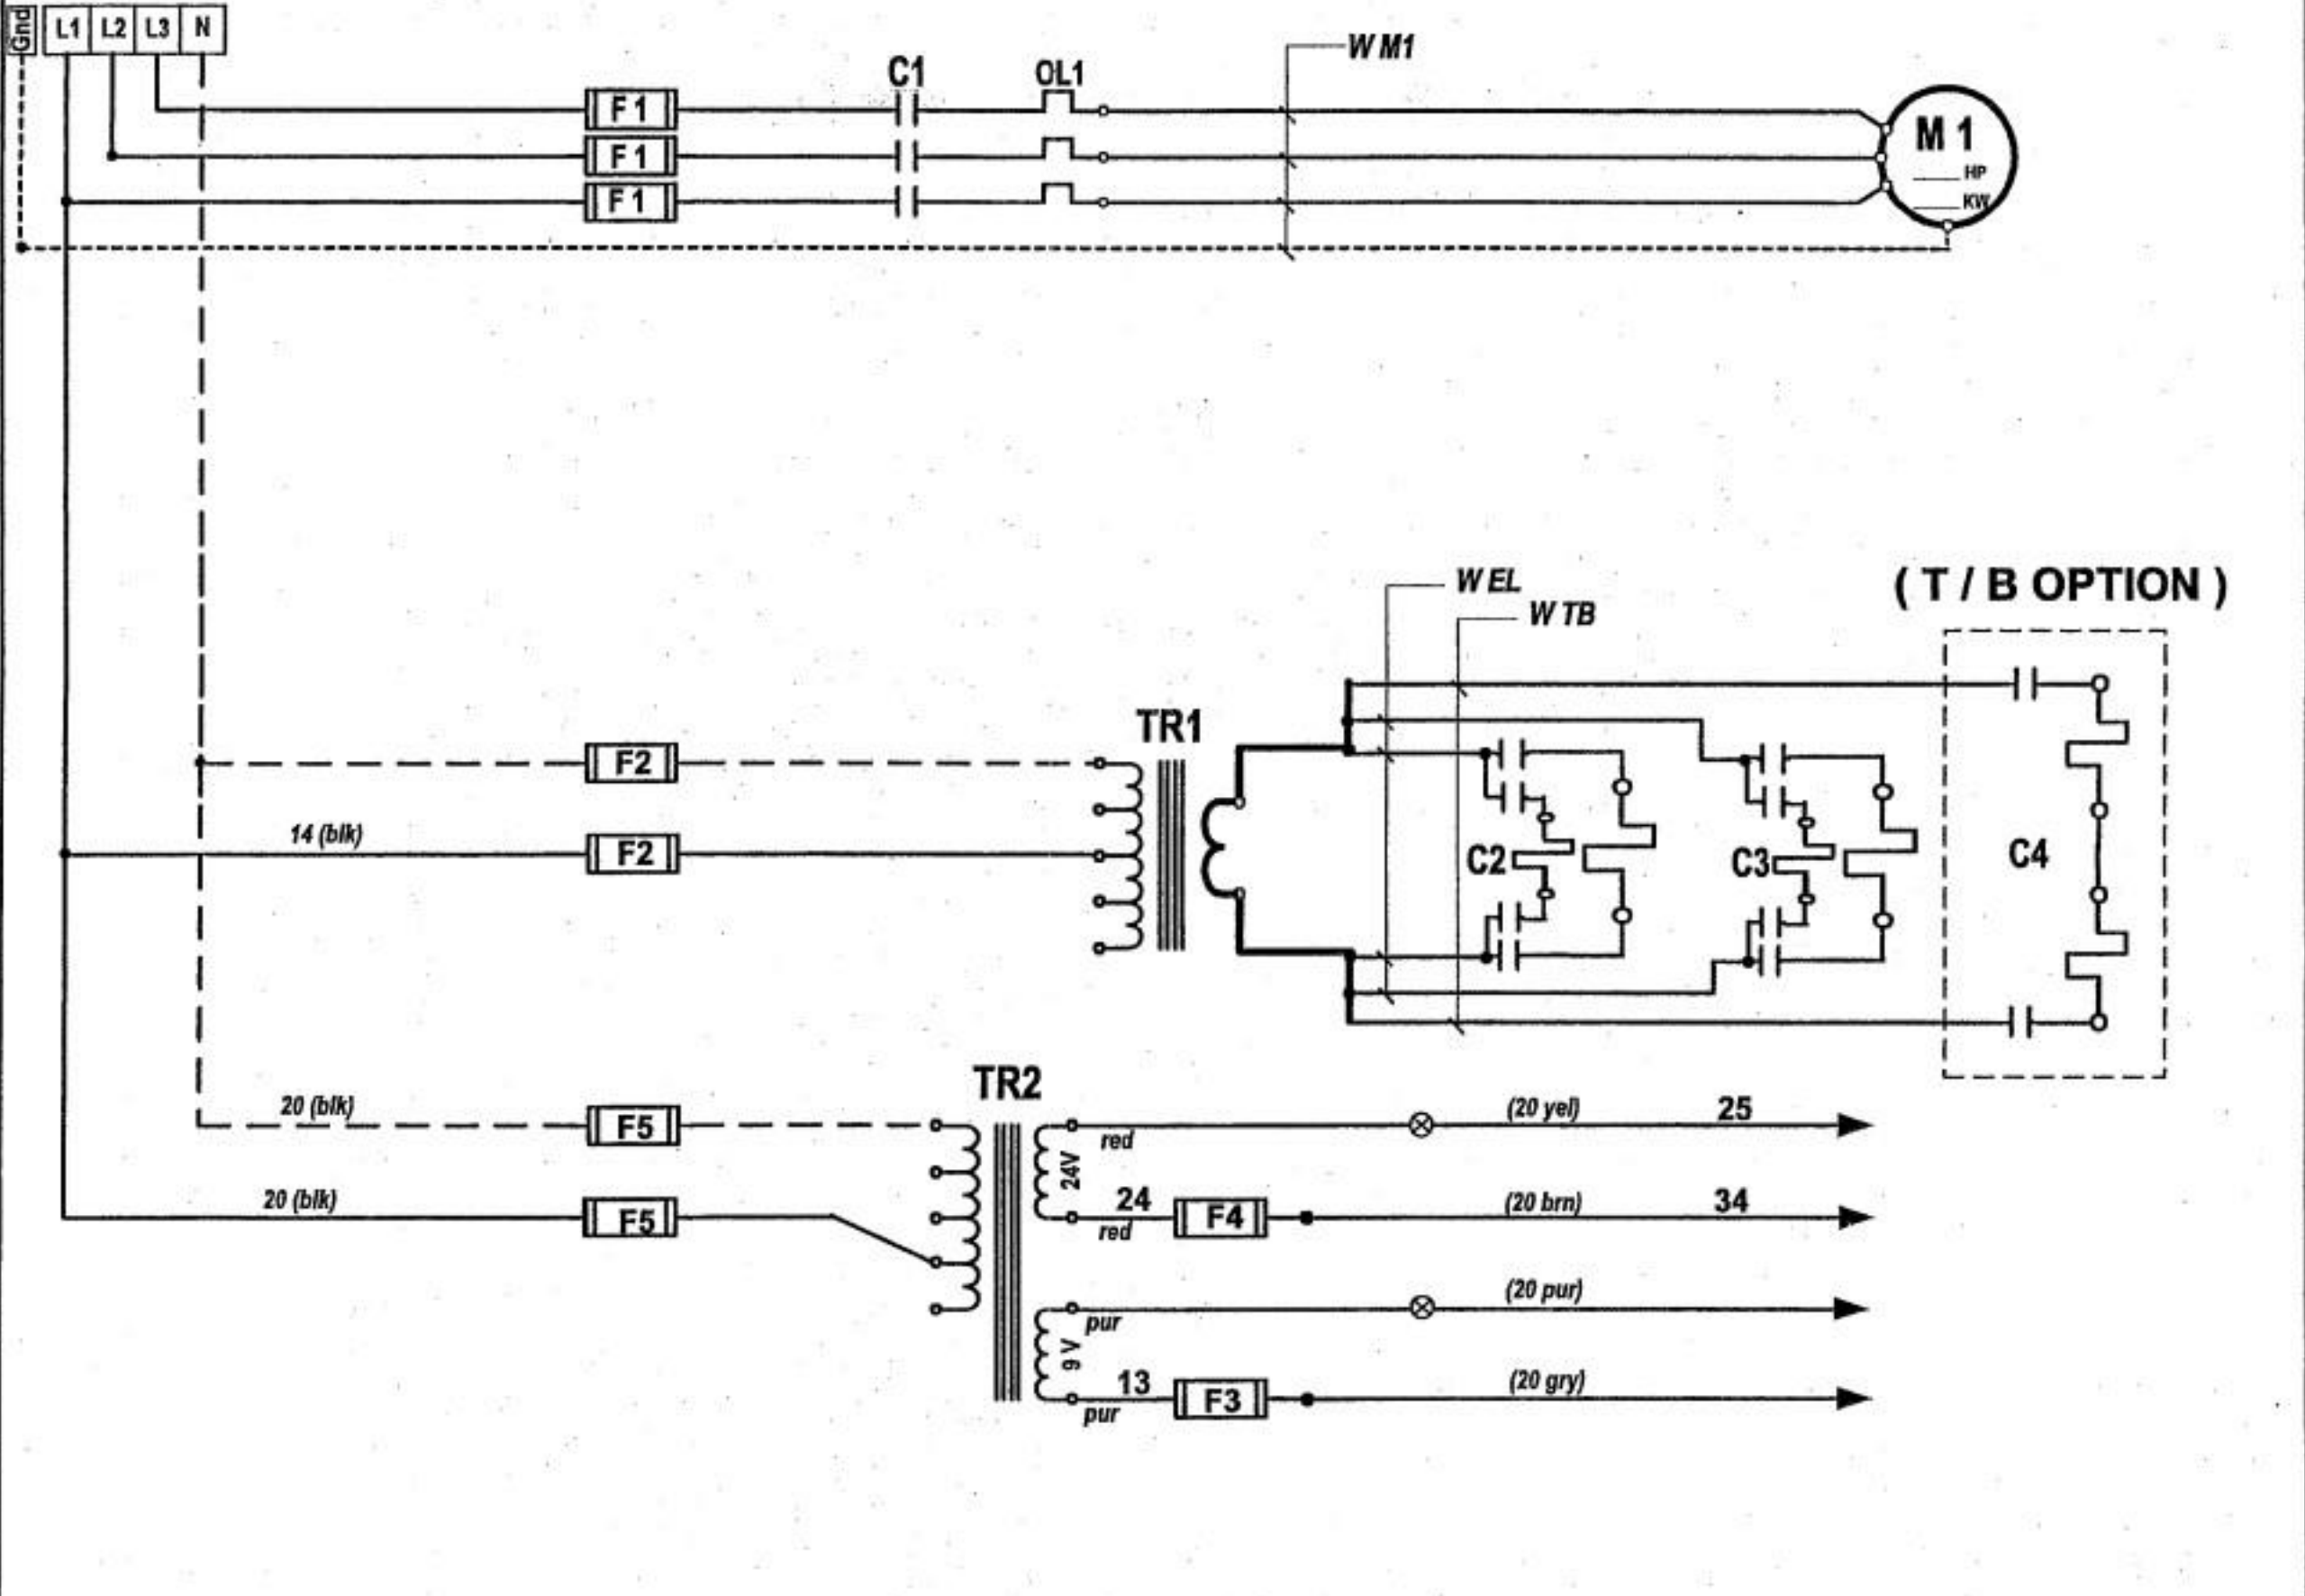 Gnd L1 L2 L3 N
W M1
C1 OL1
F 1
M 1
F 1
HP
F 1
KW
( T / B OPTION )
W EL
W TB
TR1
F2
14 (blk)
F2
C2 C3 C4
TR2
20 (blk)
F5
(20 yel) 25
red
24V
20 (blk)
F5
24
F4
(20 brn) 34
red
(20 pur)
pur
9 V
13
F3
(20 gry)
pur